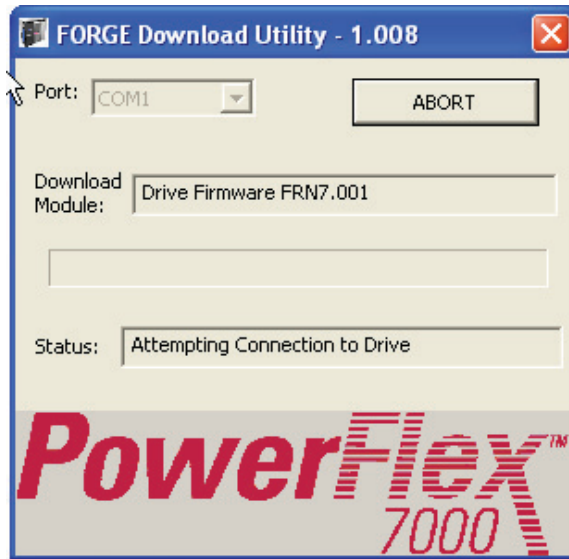 FORGE Download Utility - 1.008
Port: COM1 ABORT
Download Module: Drive Firmware FRN7.001
Status: Attempting Connection to Drive
PowerFlex™
7000